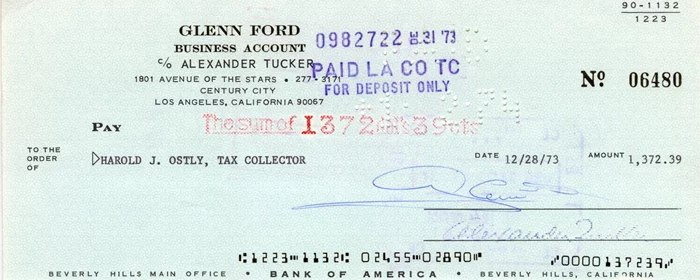 90-1132
1223
GLENN FORD
BUSINESS ACCOUNT
c/o ALEXANDER TUCKER
1801 AVENUE OF THE STARS • 277-3171
CENTURY CITY
LOS ANGELES, CALIFORNIA 90067
0982722 DE.31'73
PAID LA CO TC
FOR DEPOSIT ONLY
No 06480
PAY The sum of 1372 39 cts
TO THE
ORDER
OF
HAROLD J. OSTLY, TAX COLLECTOR
DATE 12/28/73 AMOUNT 1,372.39
Alexander
⑆1223⑉1132⑆ 02455⑉02890⑈ ⑈0000137239⑈
BEVERLY HILLS MAIN OFFICE • BANK OF AMERICA • BEVERLY HILLS, CALIFORNIA